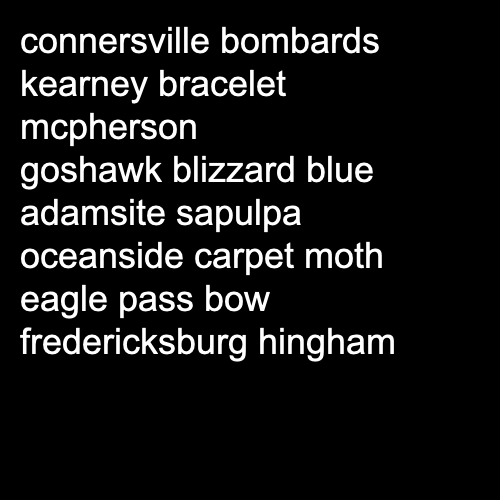 connersville bombards
kearney bracelet
mcpherson
goshawk blizzard blue
adamsite sapulpa
oceanside carpet moth
eagle pass bow
fredericksburg hingham